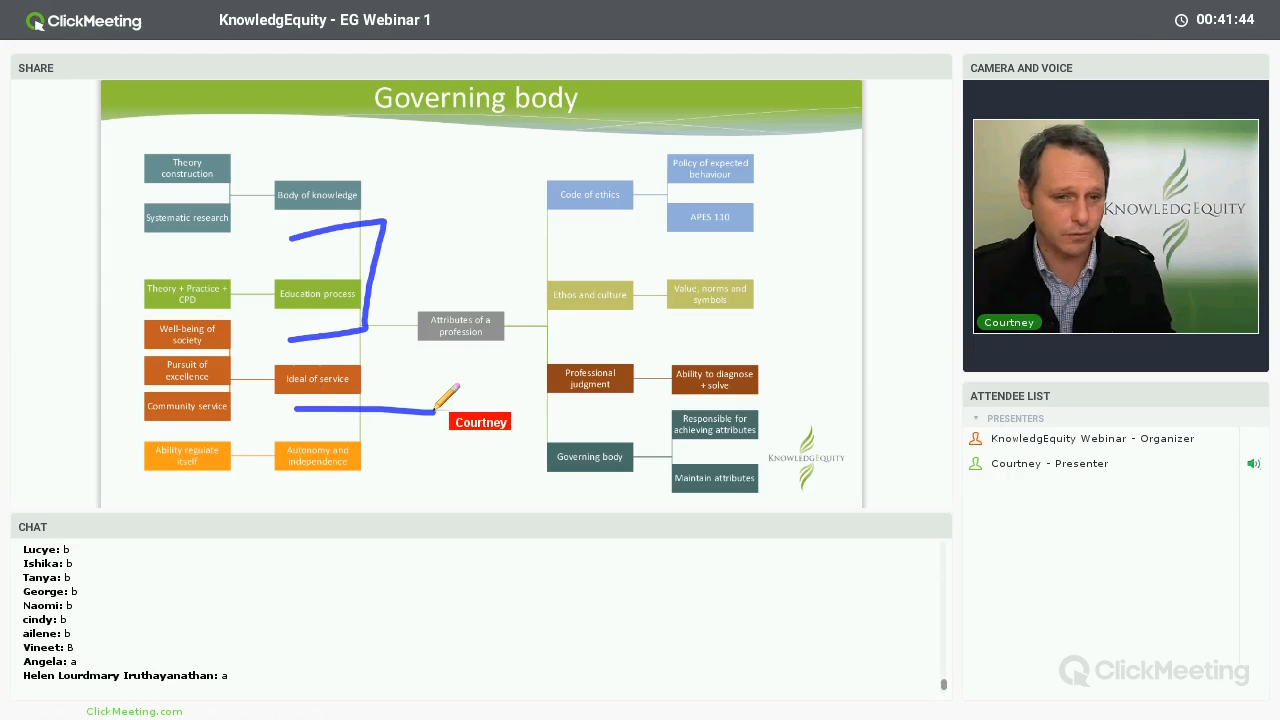 ClickMeeting
KnowledgEquity - EG Webinar 1
00:41:44
SHARE
Governing body
Theory
construction
Systematic research
Body of knowledge
Theory + Practice +
CPD
Education process
Well-being of
society
Pursuit of
excellence
Community service
Ideal of service
Ability regulate
itself
Autonomy and
independence
Attributes of a
profession
Code of ethics
Policy of expected
behaviour
APES 110
Ethos and culture
Value, norms and
symbols
Professional
judgment
Ability to diagnose
+ solve
Governing body
Responsible for
achieving attributes
Maintain attributes
KNOWLEDGEQUITY
Courtney
CAMERA AND VOICE
KNOWLEDGEQUITY
Courtney
ATTENDEE LIST
PRESENTERS
KnowledgEquity Webinar - Organizer
Courtney - Presenter
CHAT
Lucye: b
Ishika: b
Tanya: b
George: b
Naomi: b
cindy: b
ailene: b
Vineet: B
Angela: a
Helen Lourdmary Iruthayanathan: a
ClickMeeting
ClickMeeting.com